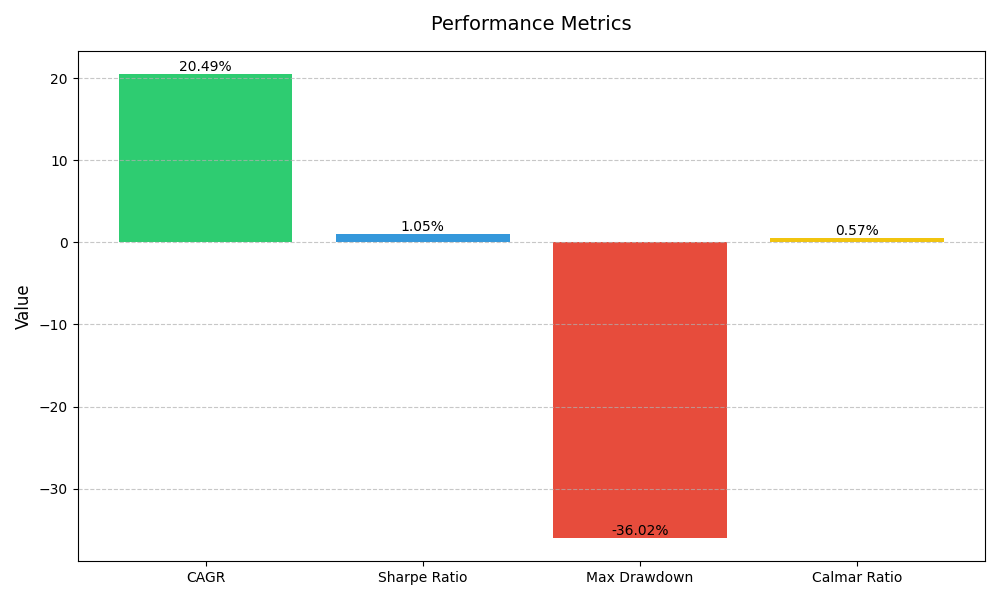 Performance Metrics
Value
20
10
0
−10
−20
−30
20.49%
1.05%
-36.02%
0.57%
CAGR
Sharpe Ratio
Max Drawdown
Calmar Ratio